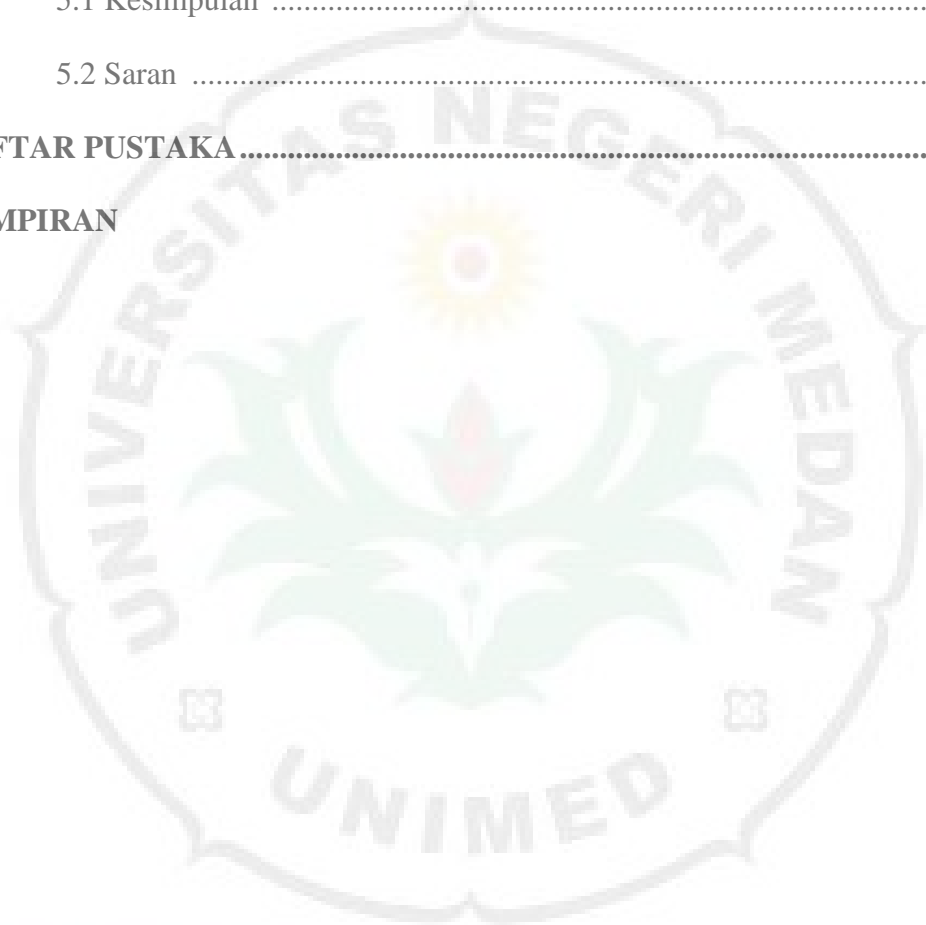 5.1 Kesimpulan ....................................................................................
5.2 Saran ...............................................................................................
FTAR PUSTAKA.......................................................................................
MPIRAN
UNIVERSITAS NEGERI MEDAN
UNIMED